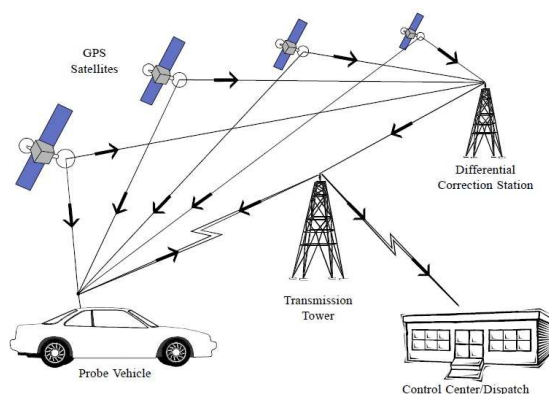 GPS
Satellites
Differential
Correction Station
Transmission
Tower
Probe Vehicle
Control Center/Dispatch